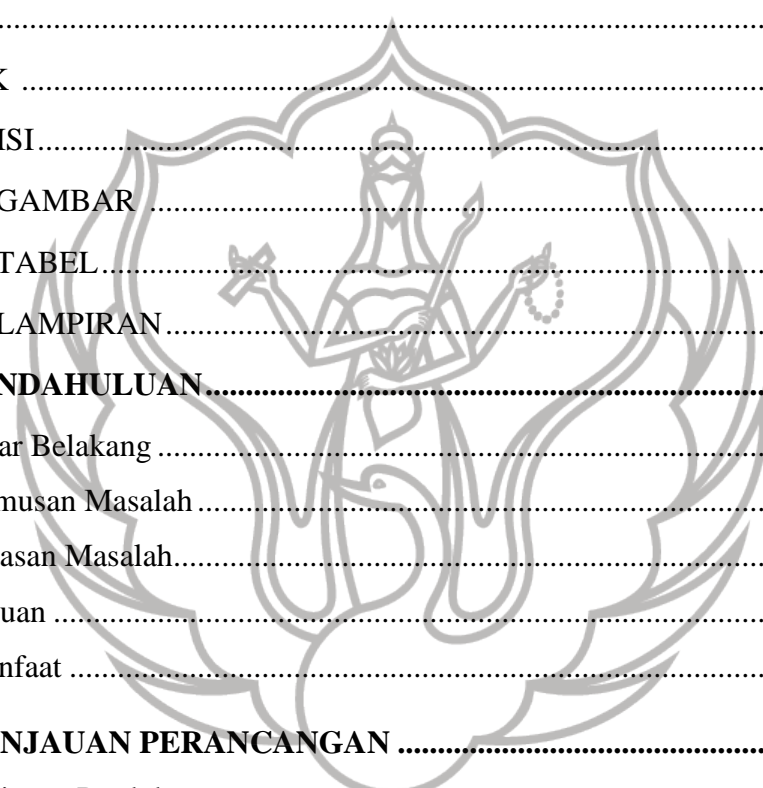 ................................................................................................
K ................................................................................................
ISI................................................................................................
GAMBAR ................................................................................
TABEL.....................................................................................
LAMPIRAN.............................................................................
NDAHULUAN.........................................................................
ar Belakang .............................................................................
musan Masalah ........................................................................
asan Masalah...........................................................................
uan ..........................................................................................
nfaat ........................................................................................
NJAUAN PERANCANGAN ...............................................